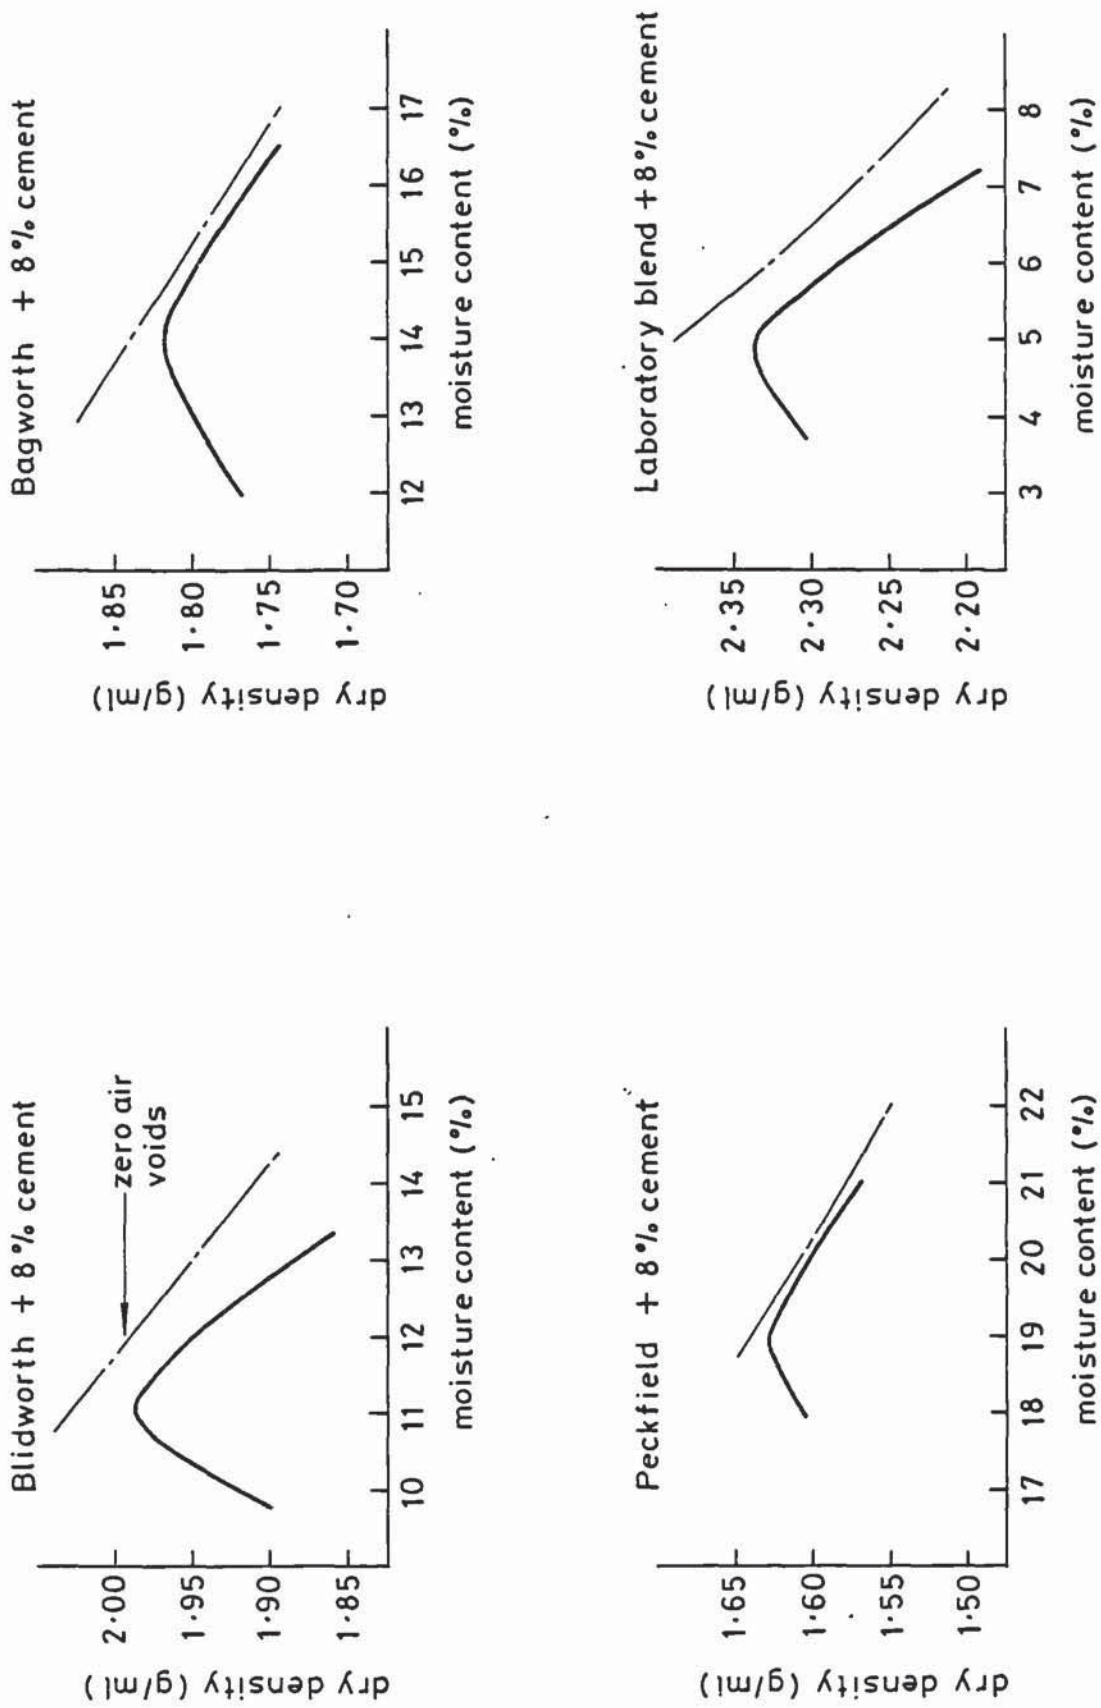 Blidworth + 8% cement
zero air
voids
2·00
1·95
1·90
1·85
dry density (g/ml)
10 11 12 13 14 15
moisture content (%)
Bagworth + 8% cement
1·85
1·80
1·75
1·70
dry density (g/ml)
12 13 14 15 16 17
moisture content (%)
Peckfield + 8% cement
1·65
1·60
1·55
1·50
dry density (g/ml)
17 18 19 20 21 22
moisture content (%)
Laboratory blend + 8% cement
2·35
2·30
2·25
2·20
dry density (g/ml)
3 4 5 6 7 8
moisture content (%)